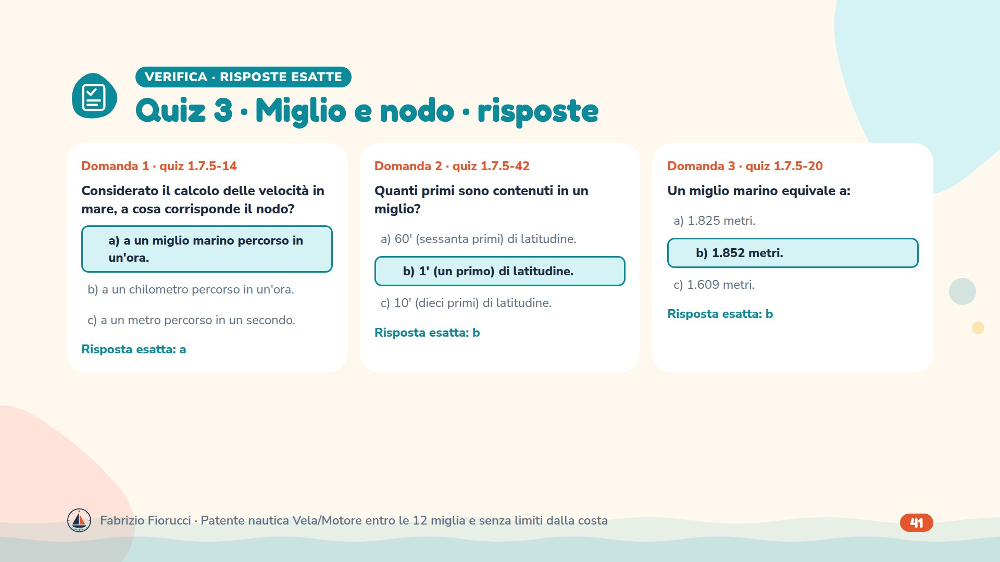 VERIFICA · RISPOSTE ESATTE
Quiz 3 · Miglio e nodo · risposte
Domanda 1 · quiz 1.7.5-14
Considerato il calcolo delle velocità in
mare, a cosa corrisponde il nodo?
a) a un miglio marino percorso in
un'ora.
b) a un chilometro percorso in un'ora.
c) a un metro percorso in un secondo.
Risposta esatta: a
Domanda 2 · quiz 1.7.5-42
Quanti primi sono contenuti in un
miglio?
a) 60' (sessanta primi) di latitudine.
b) 1' (un primo) di latitudine.
c) 10' (dieci primi) di latitudine.
Risposta esatta: b
Domanda 3 · quiz 1.7.5-20
Un miglio marino equivale a:
a) 1.825 metri.
b) 1.852 metri.
c) 1.609 metri.
Risposta esatta: b
Fabrizio Fiorucci · Patente nautica Vela/Motore entro le 12 miglia e senza limiti dalla costa
41